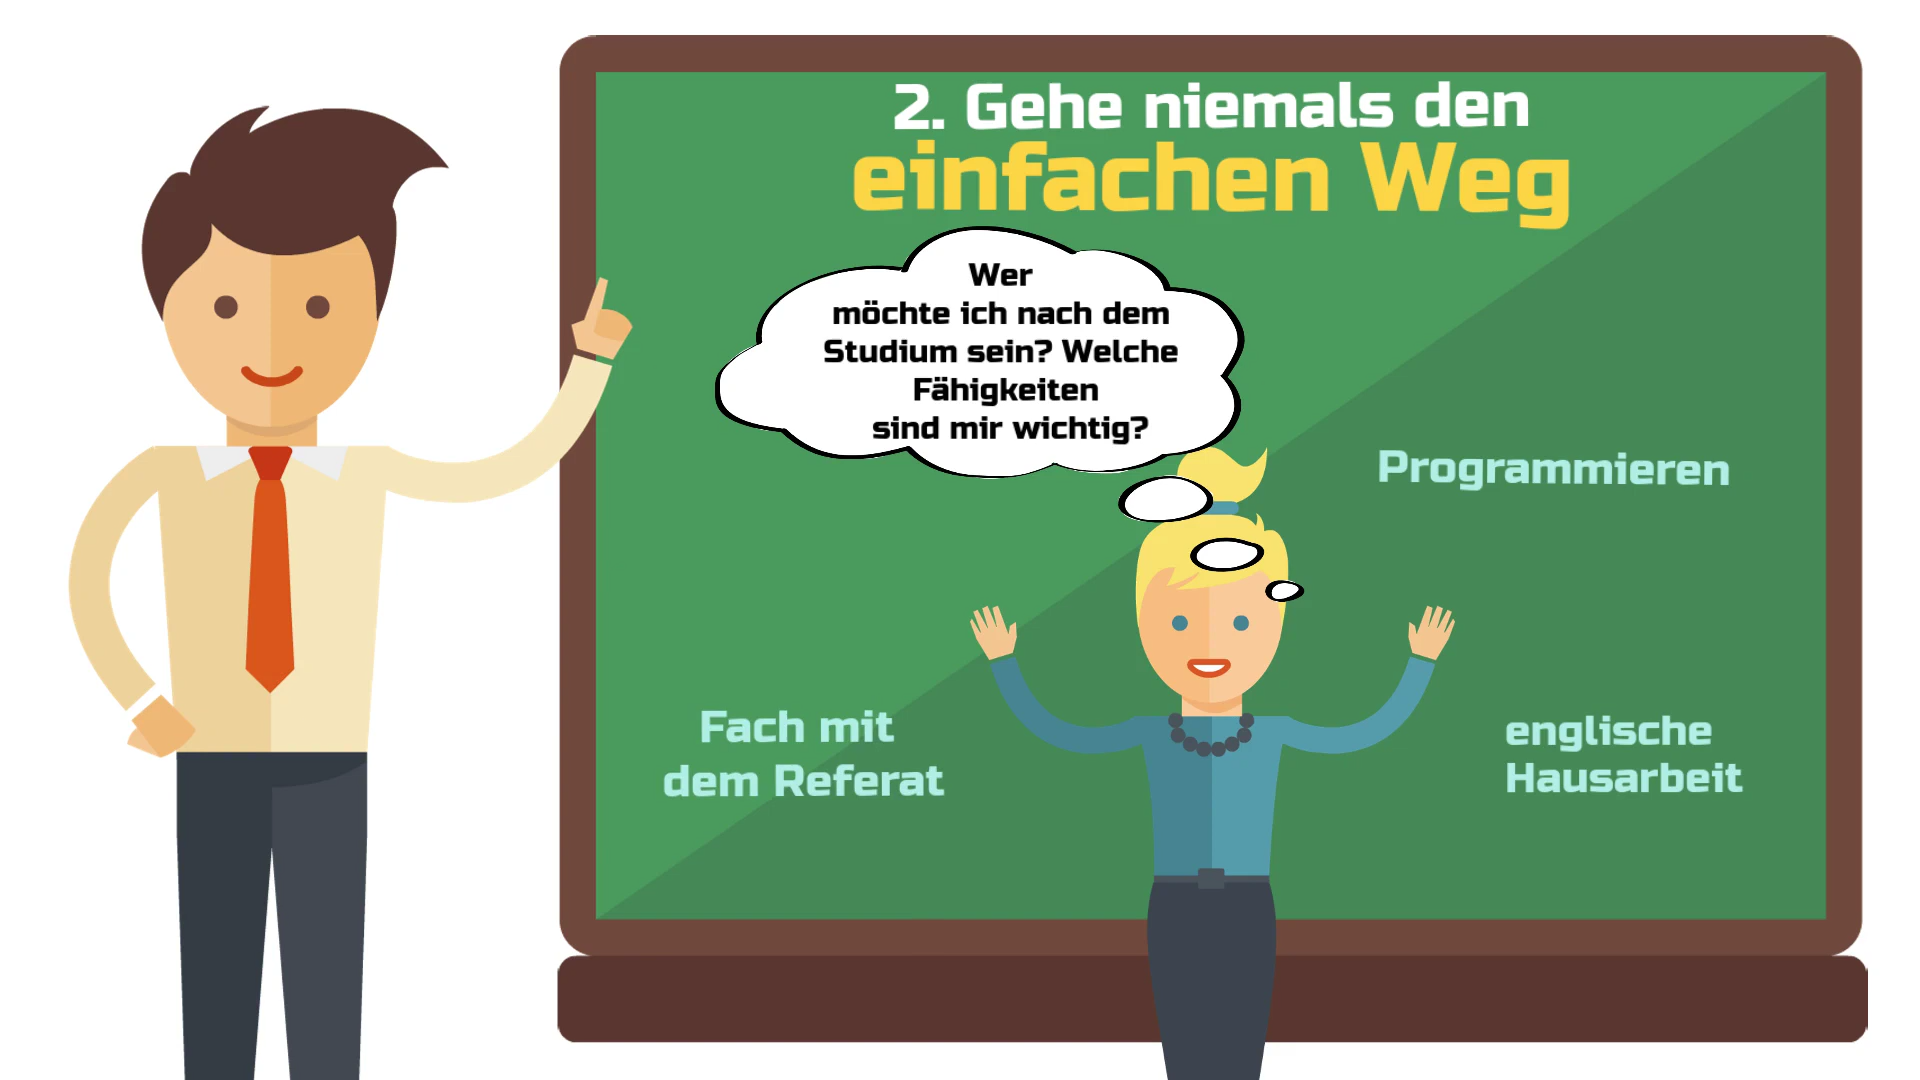 2. Gehe niemals den
einfachen Weg
Wer
möchte ich nach dem
Studium sein? Welche
Fähigkeiten
sind mir wichtig?
Programmieren
Fach mit
dem Referat
englische
Hausarbeit